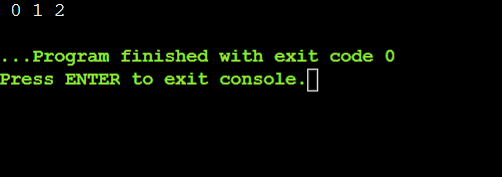 0 1 2
...Program finished with exit code 0
Press ENTER to exit console.